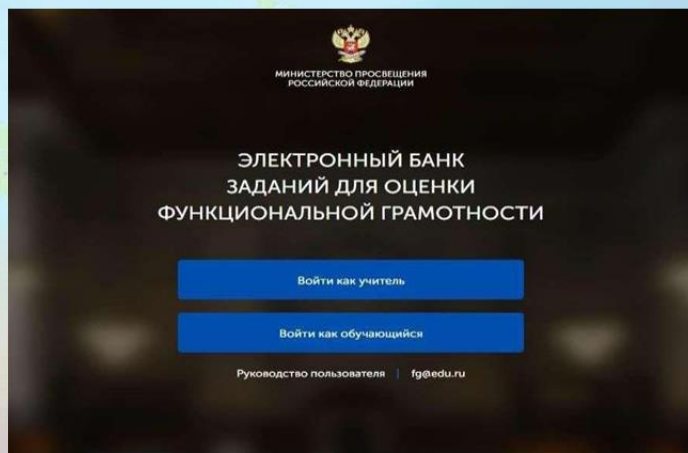 МИНИСТЕРСТВО ПРОСВЕЩЕНИЯ
РОССИЙСКОЙ ФЕДЕРАЦИИ
ЭЛЕКТРОННЫЙ БАНК
ЗАДАНИЙ ДЛЯ ОЦЕНКИ
ФУНКЦИОНАЛЬНОЙ ГРАМОТНОСТИ
Войти как учитель
Войти как обучающийся
Руководство пользователя | fg@edu.ru